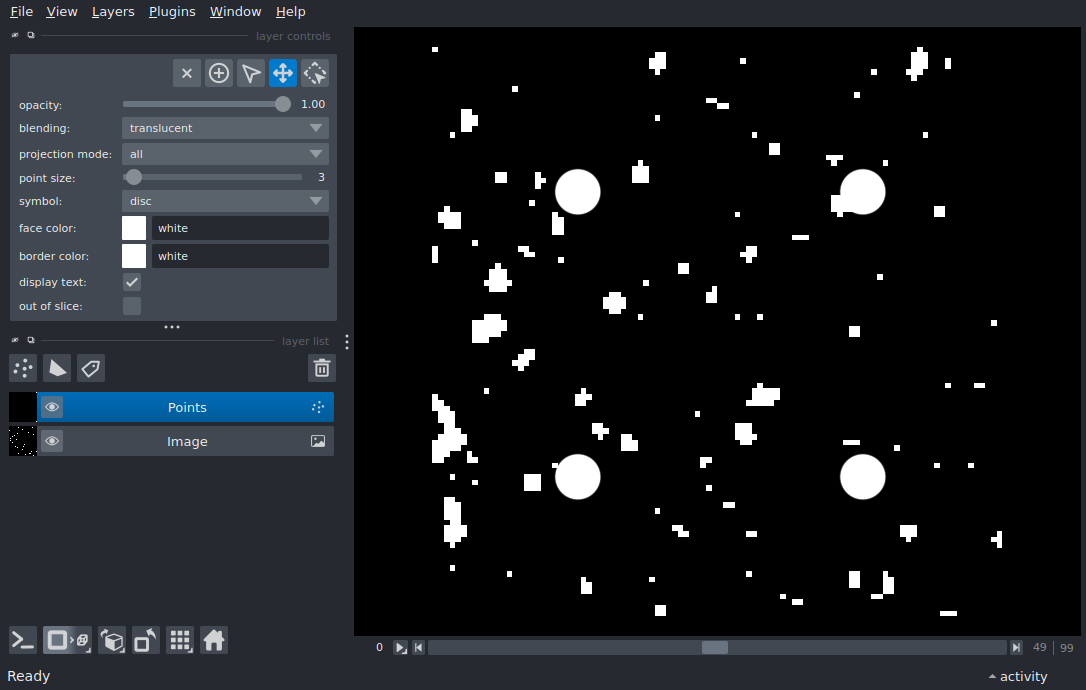 File View Layers Plugins Window Help
layer controls
opacity: 1.00
blending: translucent
projection mode: all
point size: 3
symbol: disc
face color: white
border color: white
display text:
out of slice:
layer list
Points
Image
0 49 99
Ready activity